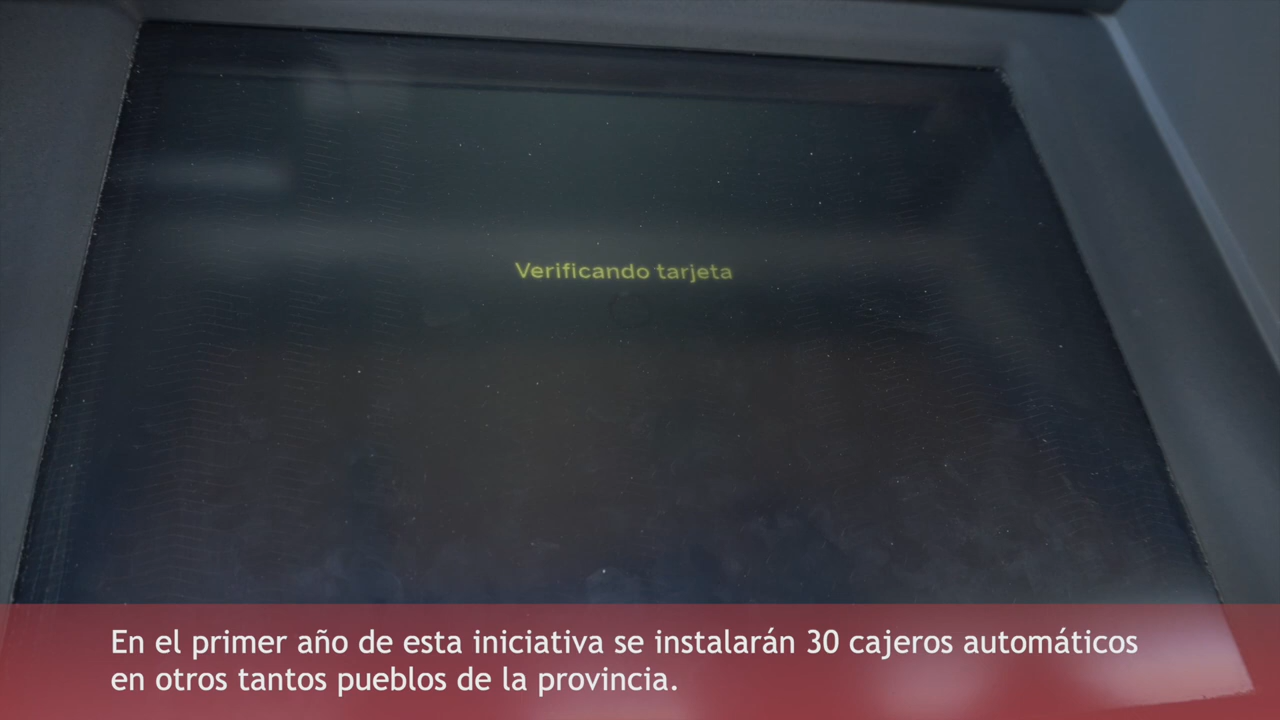 Verificando tarjeta
En el primer año de esta iniciativa se instalarán 30 cajeros automáticos
en otros tantos pueblos de la provincia.